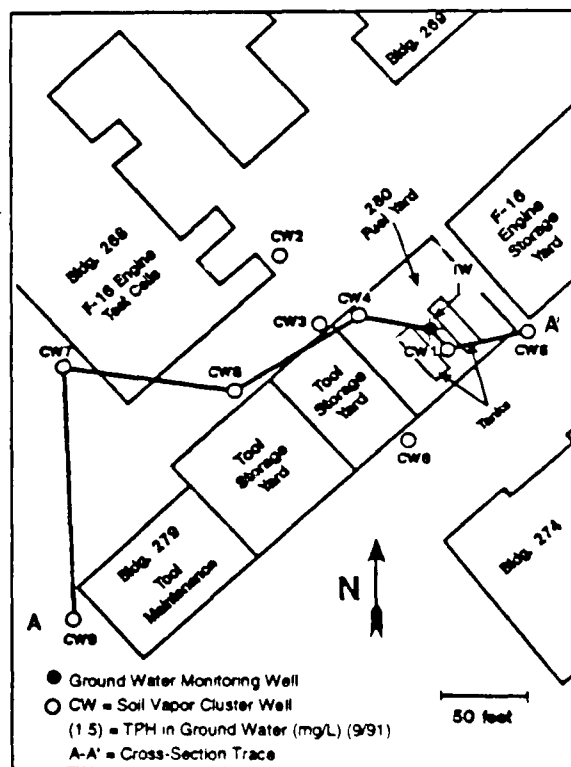 Bldg. 269
280
Fuel Yard
F-16
Engine
Storage
Yard
Bldg. 268
F-16 Engine
Test Cells
CW2
CW4
CW3
CW1
A'
CW7
Tool
Storage
Yard
Tanks
Tool
Storage
Yard
CW6
Bldg. 279
Tool
Maintenance
Bldg. 274
N
A
CW9
Ground Water Monitoring Well
CW = Soil Vapor Cluster Well
(1.5) = TPH in Ground Water (mg/L) (9/91)
A-A' = Cross-Section Trace
50 feet